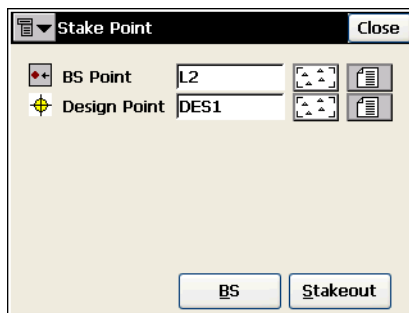 Stake Point Close
BS Point L2
Design Point DES1
BS Stakeout